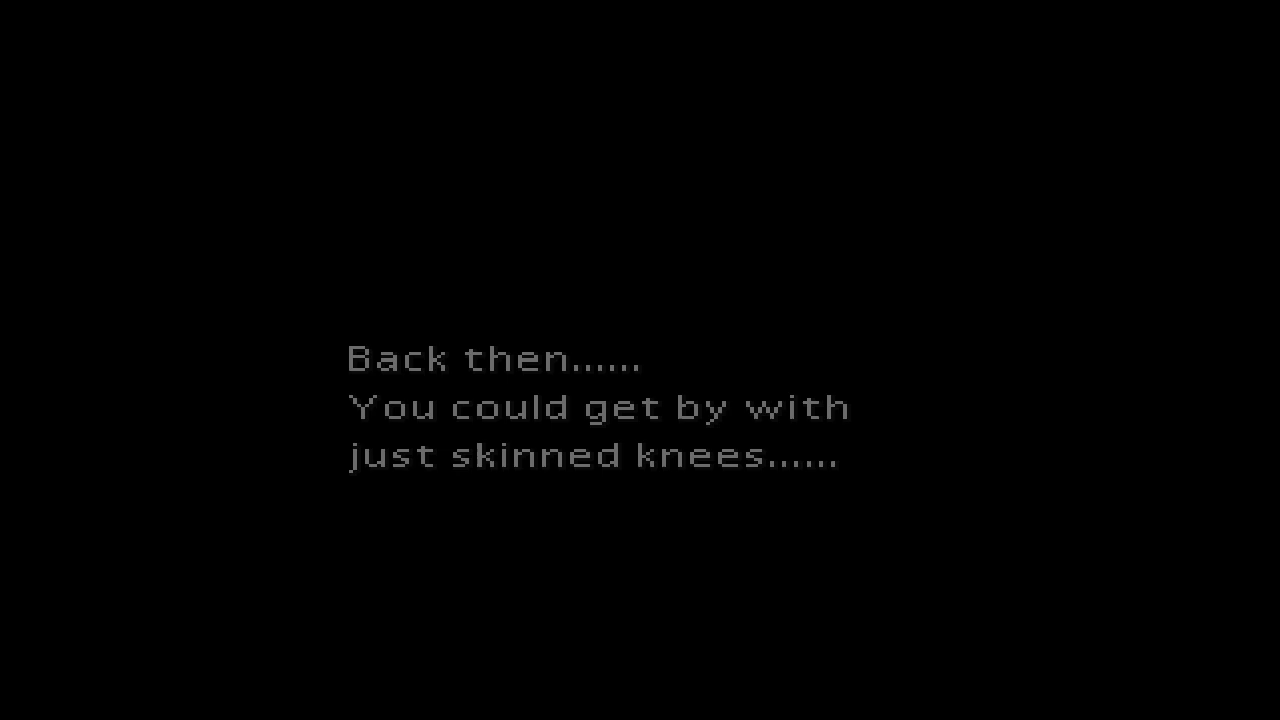 Back then......
You could get by with
just skinned knees......